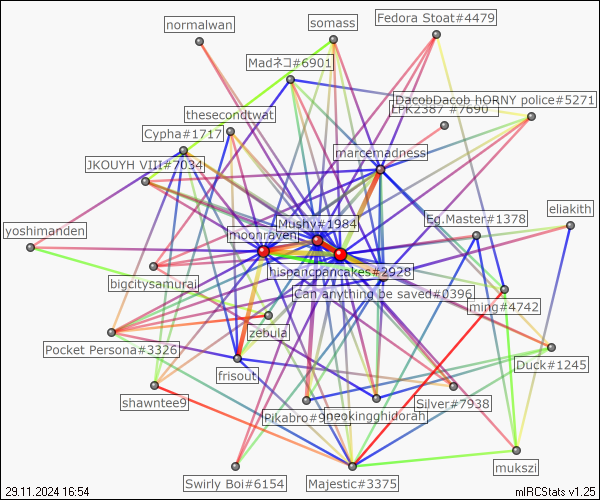 normalwan
somass
Fedora Stoat#4479
Madネコ#6901
DacobDacob hORNY police#5271
LPK2387 #7690
thesecondtwat
Cypha#1717
marcemadness
JKOUYH VIII#7034
Mushy#1984
Eg.Master#1378
eliakith
yoshimanden
moonrayen
hispancpancakes#2928
bigcitysamurai
Can anything be saved#0396
ming#4742
zebula
Pocket Persona#3326
frisout
Duck#1245
shawntee9
Pikabro#9
oneokingghidorah
Silver#7938
mukszi
Swirly Boi#6154
Majestic#3375
29.11.2024 16:54
mIRCStats v1.25